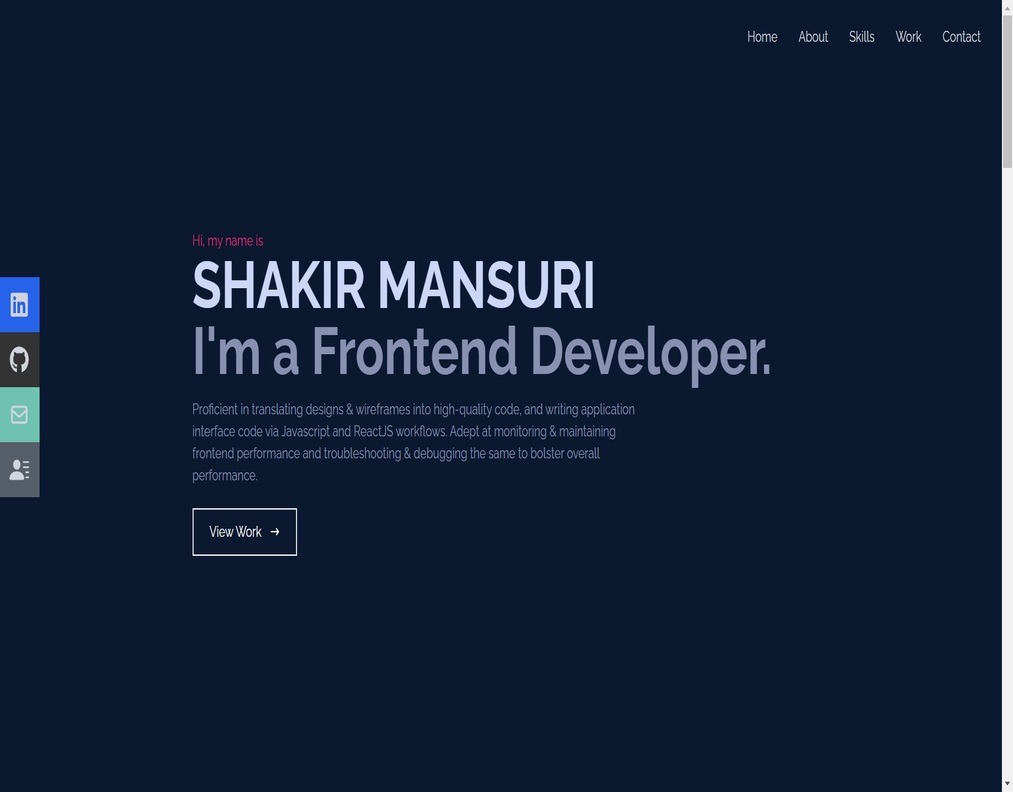 Home About Skills Work Contact
Hi, my name is
SHAKIR MANSURI
I'm a Frontend Developer.
Proficient in translating designs & wireframes into high-quality code, and writing application
interface code via Javascript and ReactJS workflows. Adept at monitoring & maintaining
frontend performance and troubleshooting & debugging the same to bolster overall
performance.
View Work →
in